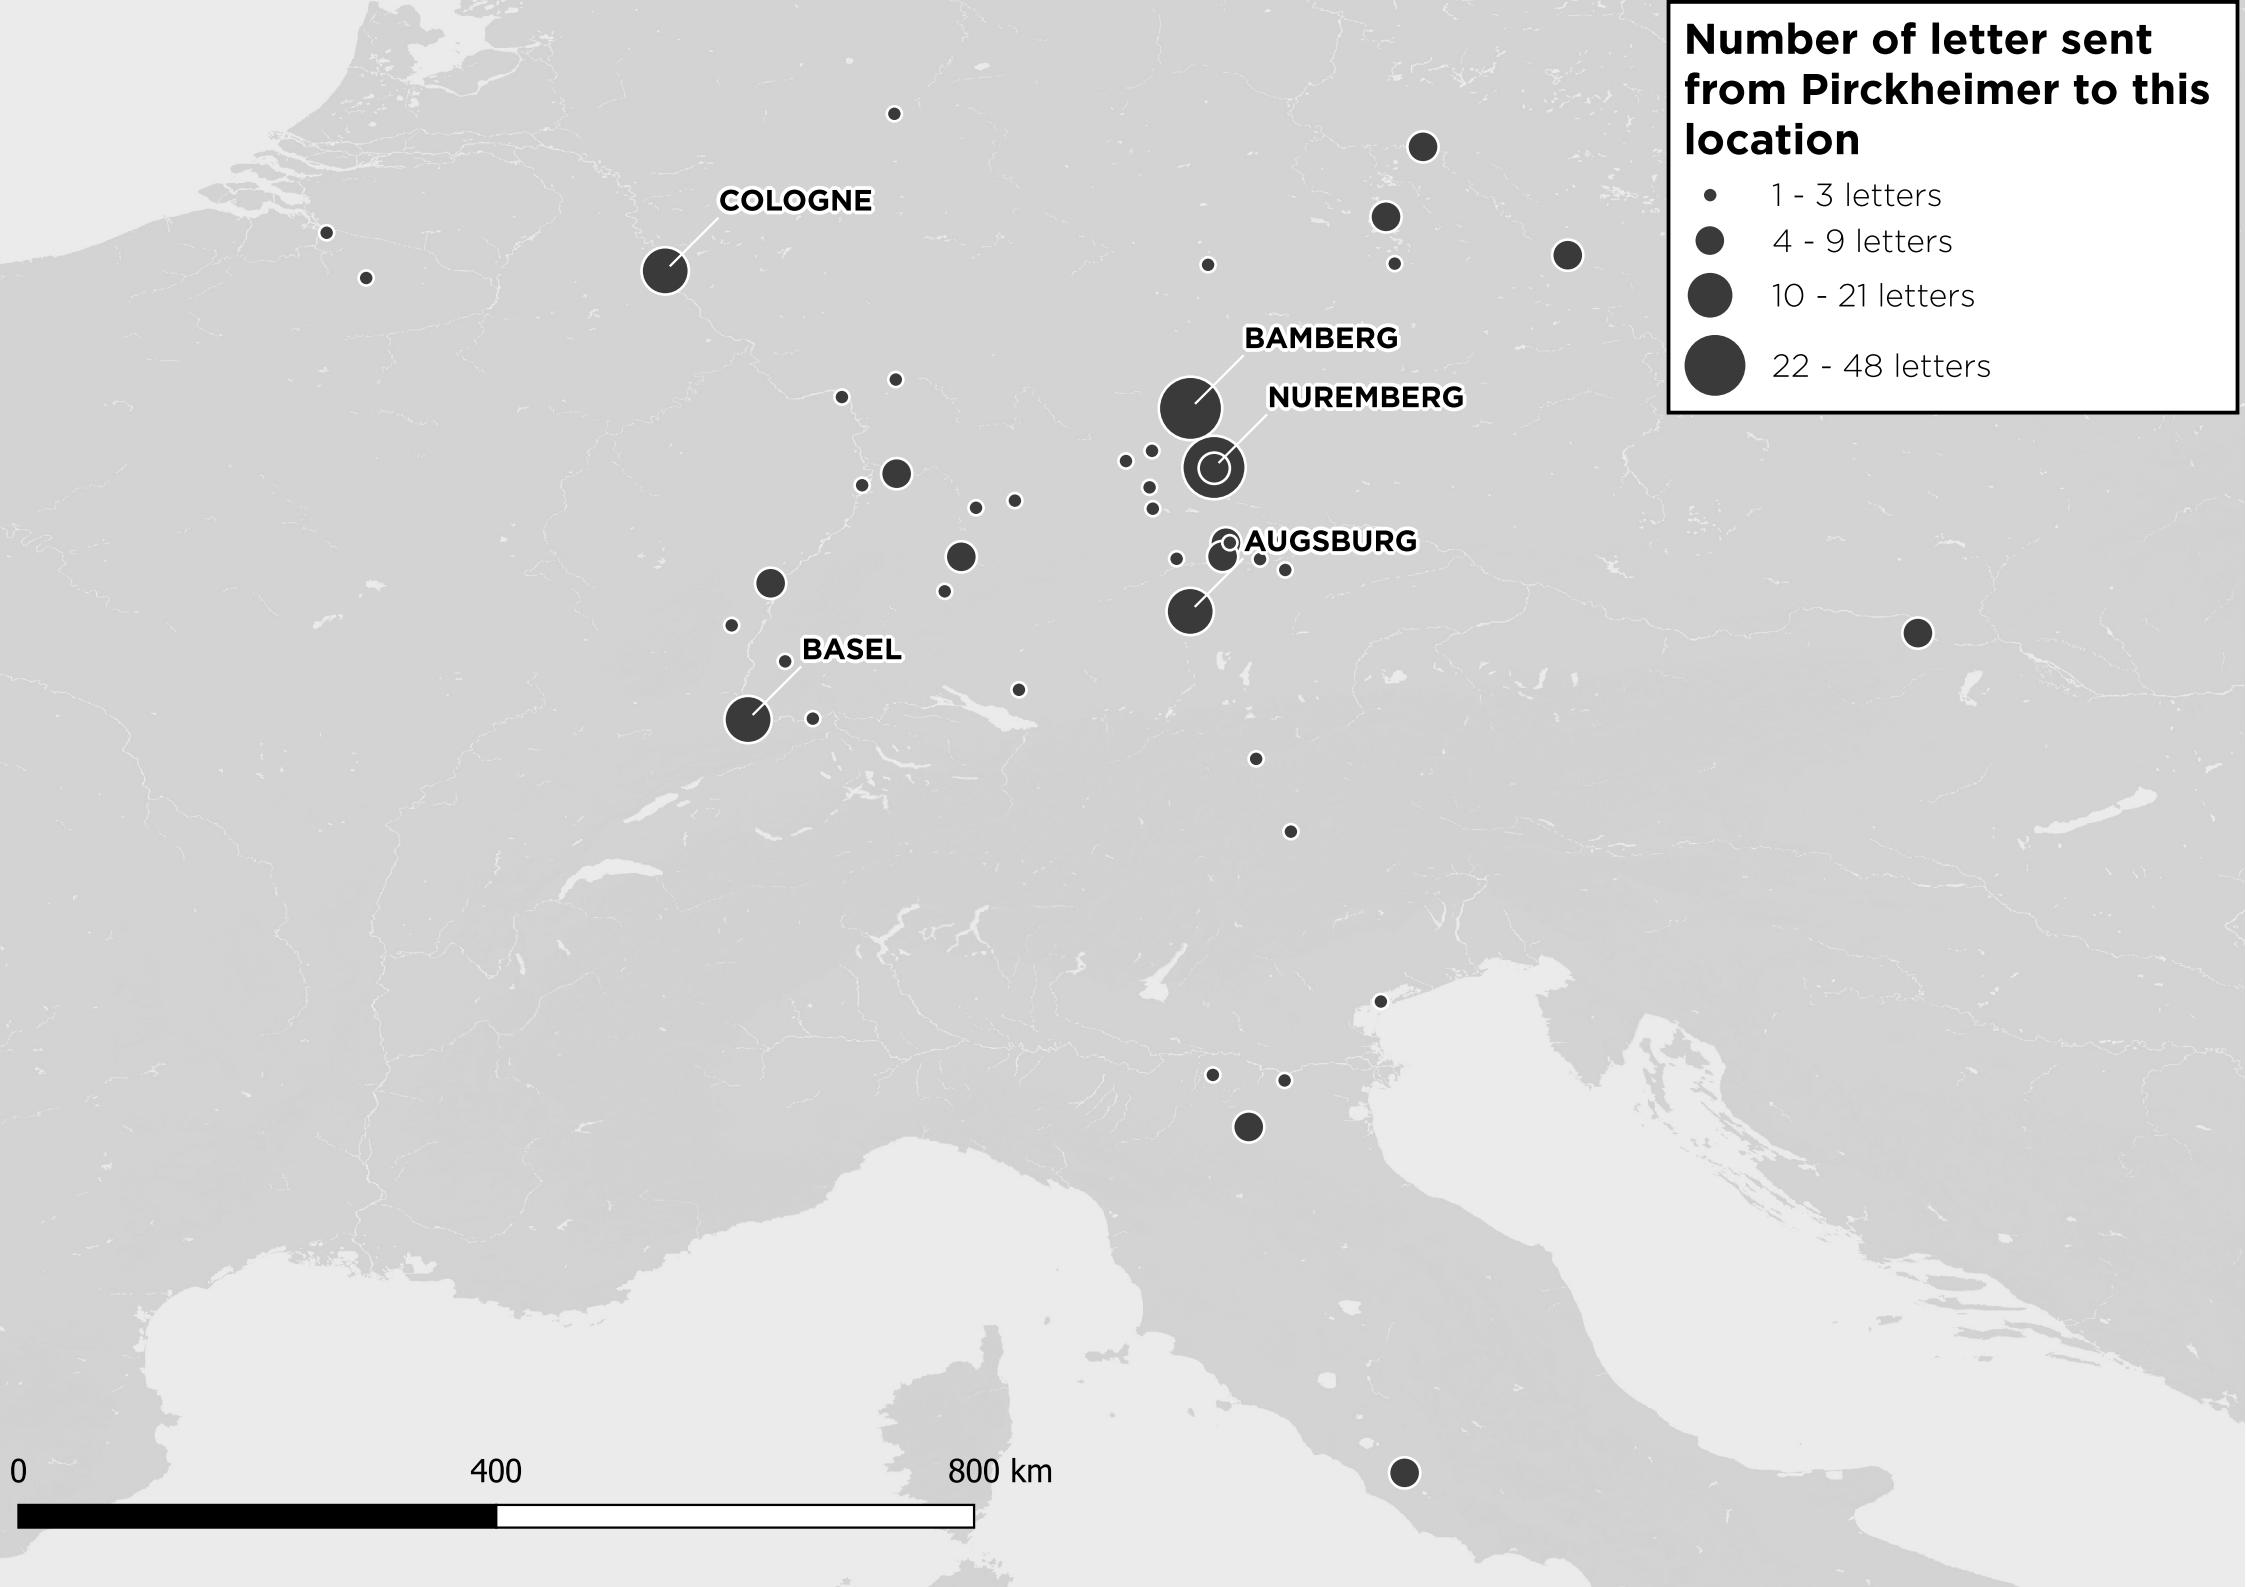 Number of letter sent
from Pirckheimer to this
location
1 - 3 letters
4 - 9 letters
10 - 21 letters
22 - 48 letters
COLOGNE
BAMBERG
NUREMBERG
AUGSBURG
BASEL
0 400 800 km